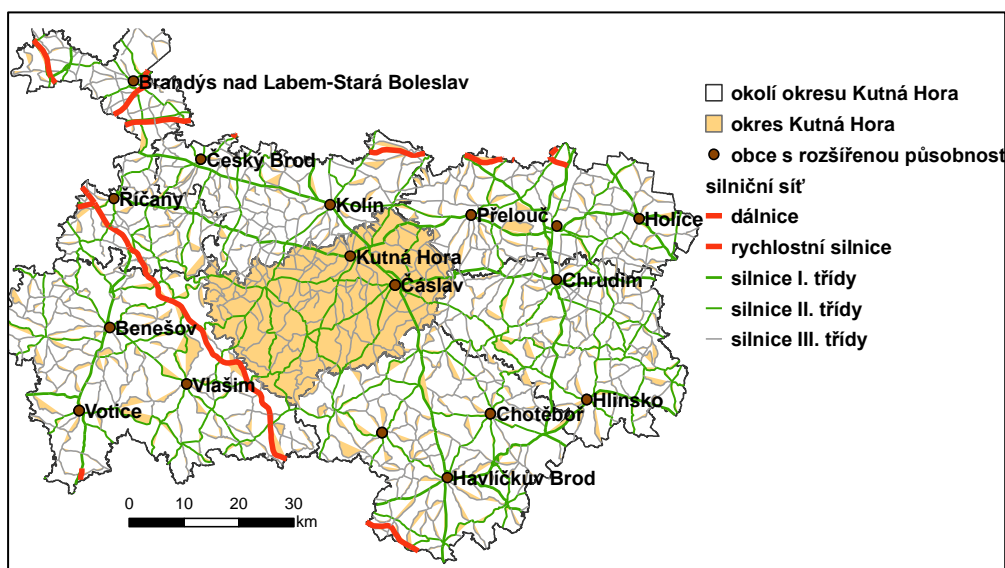 Brandýs nad Labem-Stará Boleslav
Český Brod
Říčany
Kolín
Přelouč
Holice
Kutná Hora
Čáslav
Chrudim
Benešov
Vlašim
Votice
Chotěboř
Hlinsko
Havlíčkův Brod
0 10 20 30
km
okolí okresu Kutná Hora
okres Kutná Hora
obce s rozšířenou působnost
silniční síť
dálnice
rychlostní silnice
silnice I. třídy
silnice II. třídy
silnice III. třídy